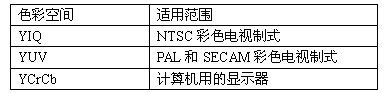 色彩空间 适用范围
YIQ NTSC 彩色电视制式
YUV PAL 和 SECAM 彩色电视制式
YCrCb 计算机用的显示器